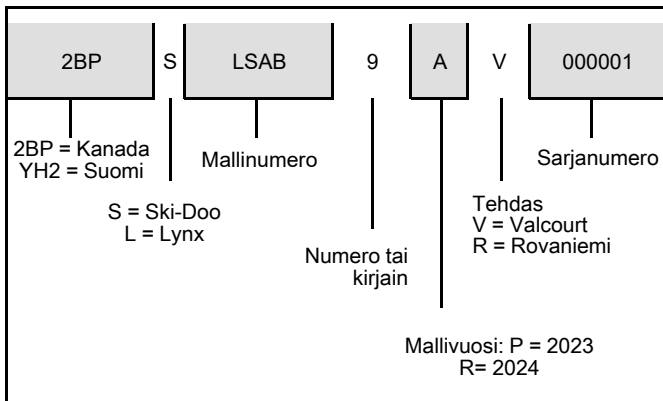 2BP S LSAB 9 A V 000001
2BP = Kanada
YH2 = Suomi
Mallinumero
Sarjanumero
S = Ski-Doo
L = Lynx
Tehdas
V = Valcourt
R = Rovaniemi
Numero tai
kirjain
Mallivuosi: P = 2023
R= 2024